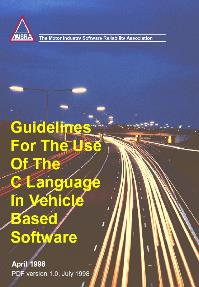 MISRA
The Motor Industry Software Reliability Association
Guidelines
For The Use
Of The
C Language
In Vehicle
Based
Software
April 1998
PDF version 1.0, July 1998